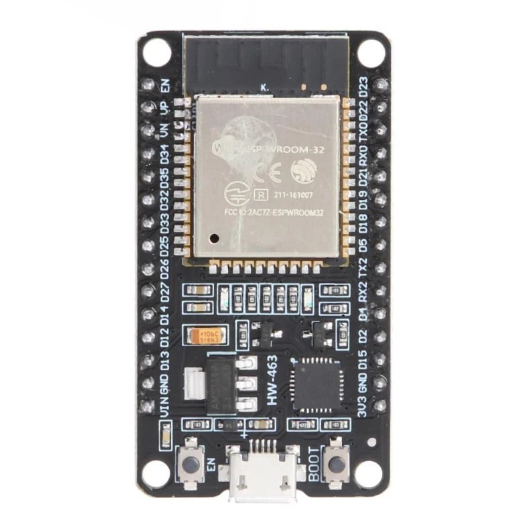 EN
VP
VN
D34
D35
D32
D33
D25
D26
D27
D14
D12
D13
GND
VIN
D23
D22
TX0
RX0
D21
D19
D18
D5
TX2
RX2
D4
D2
D15
GND
3V3
ESP-WROOM-32
CE
R
211-161007
FCC ID:2AC7Z-ESPWROOM32
HW-463
EN
BOOT